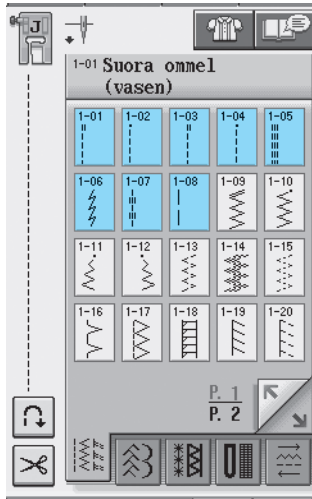 J
1-01 Suora ommel
(vasen)
1-01 1-02 1-03 1-04 1-05
1-06 1-07 1-08 1-09 1-10
1-11 1-12 1-13 1-14 1-15
1-16 1-17 1-18 1-19 1-20
P. 1
P. 2